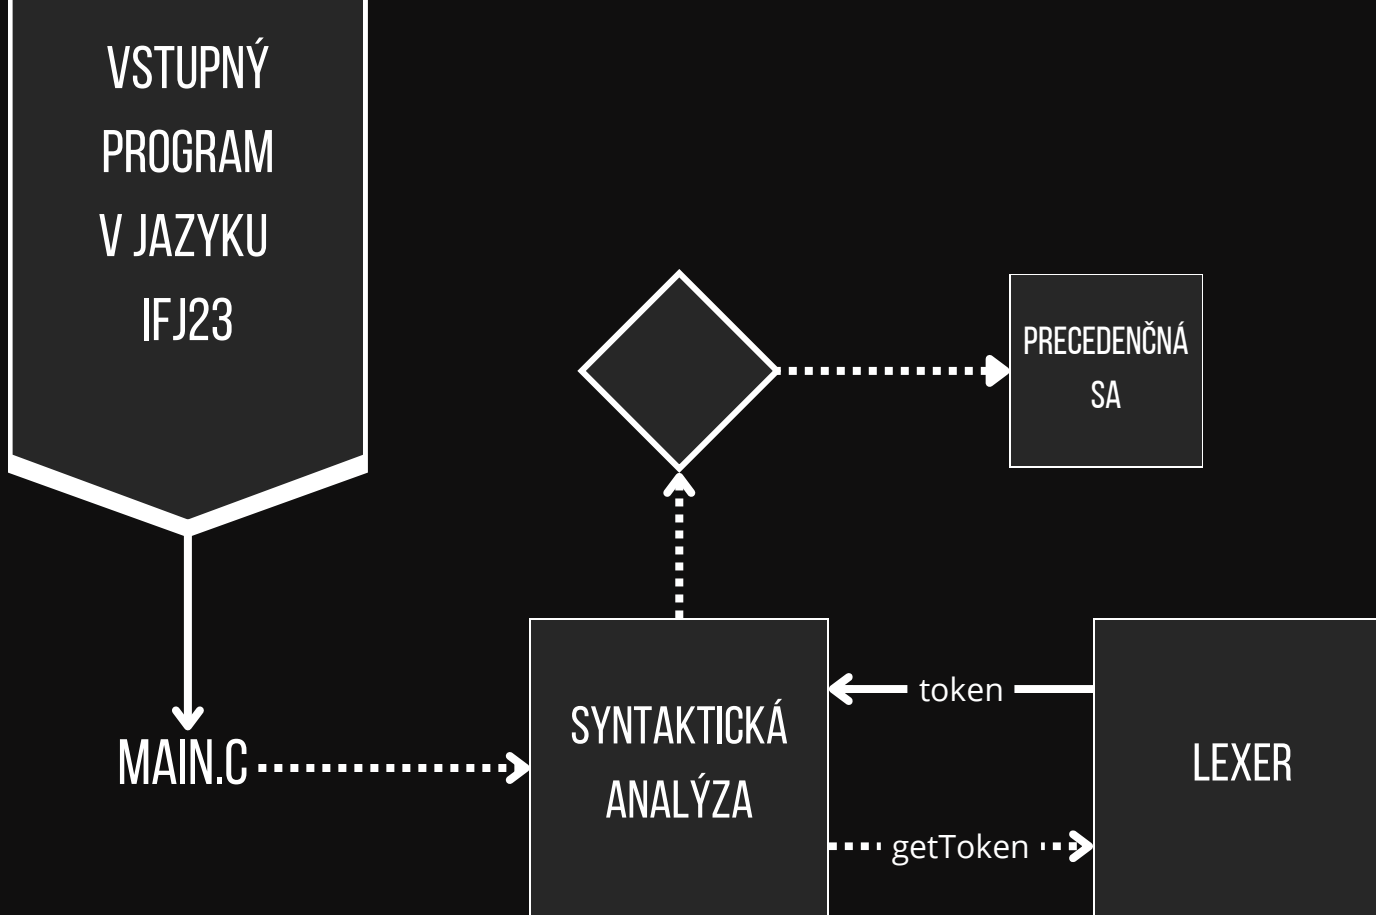 VSTUPNÝ
PROGRAM
V JAZYKU
IFJ23
PRECEDENČNÁ
SA
token
SYNTAKTICKÁ
ANALÝZA
MAIN.C
LEXER
getToken